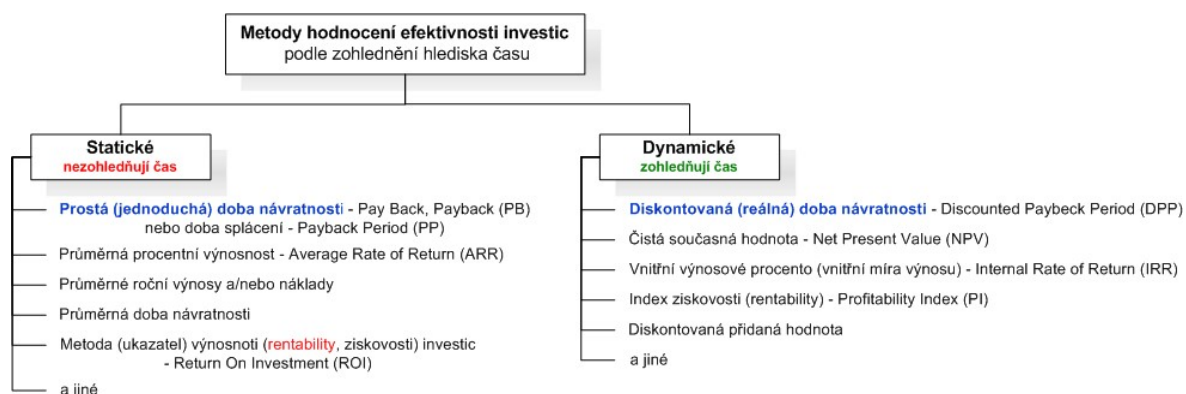 Metody hodnocení efektivnosti investic
podle zohlednění hlediska času
Statické
nezohledňují čas
Prostá (jednoduchá) doba návratnosti - Pay Back, Payback (PB)
nebo doba splácení - Payback Period (PP)
Průměrná procentní výnosnost - Average Rate of Return (ARR)
Průměrné roční výnosy a/nebo náklady
Průměrná doba návratnosti
Metoda (ukazatel) výnosnoti (rentability, ziskovosti) investic
- Return On Investment (ROI)
a jiné
Dynamické
zohledňují čas
Diskontovaná (reálná) doba návratnosti - Discounted Paybeck Period (DPP)
Čistá současná hodnota - Net Present Value (NPV)
Vnitřní výnosové procento (vnitřní míra výnosu) - Internal Rate of Return (IRR)
Index ziskovosti (rentability) - Profitability Index (PI)
Diskontovaná přidaná hodnota
a jiné